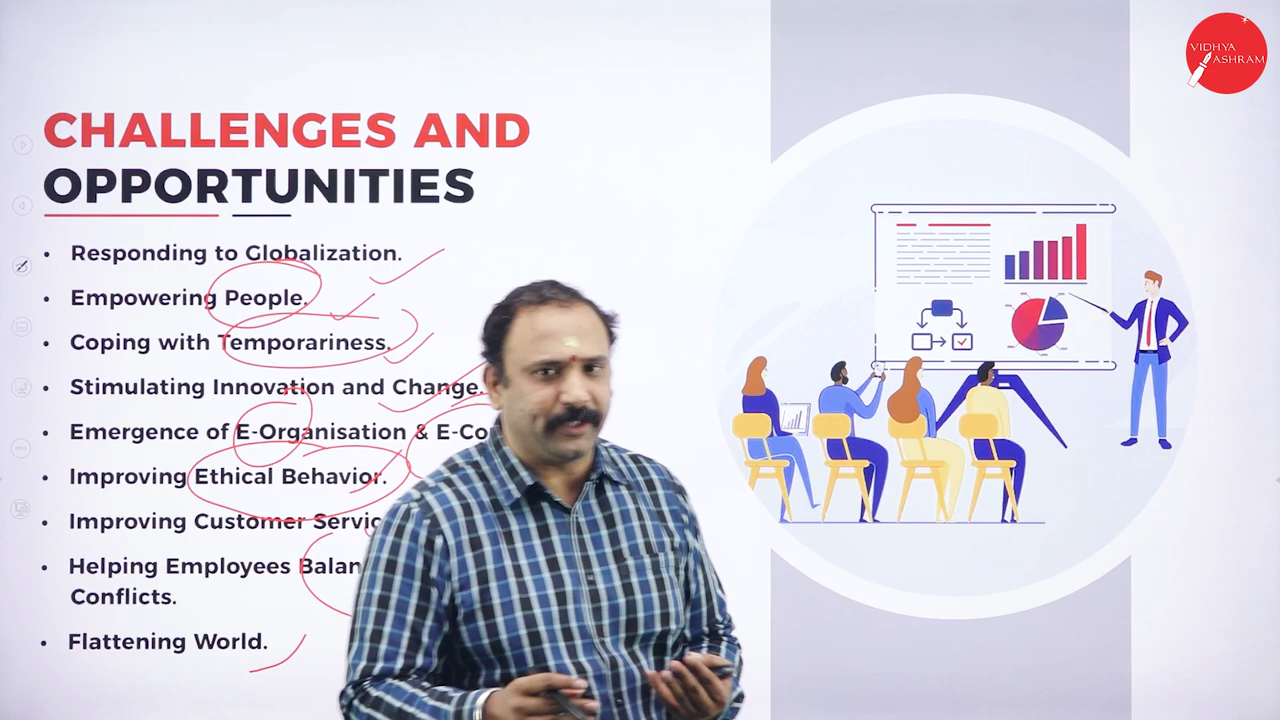 VIDHYA
ASHRAM
CHALLENGES AND
OPPORTUNITIES
• Responding to Globalization.
• Empowering People.
• Coping with Temporariness.
• Stimulating Innovation and Change.
• Emergence of E-Organisation & E-Co
• Improving Ethical Behavior.
• Improving Customer Servic
• Helping Employees Balan
Conflicts.
• Flattening World.